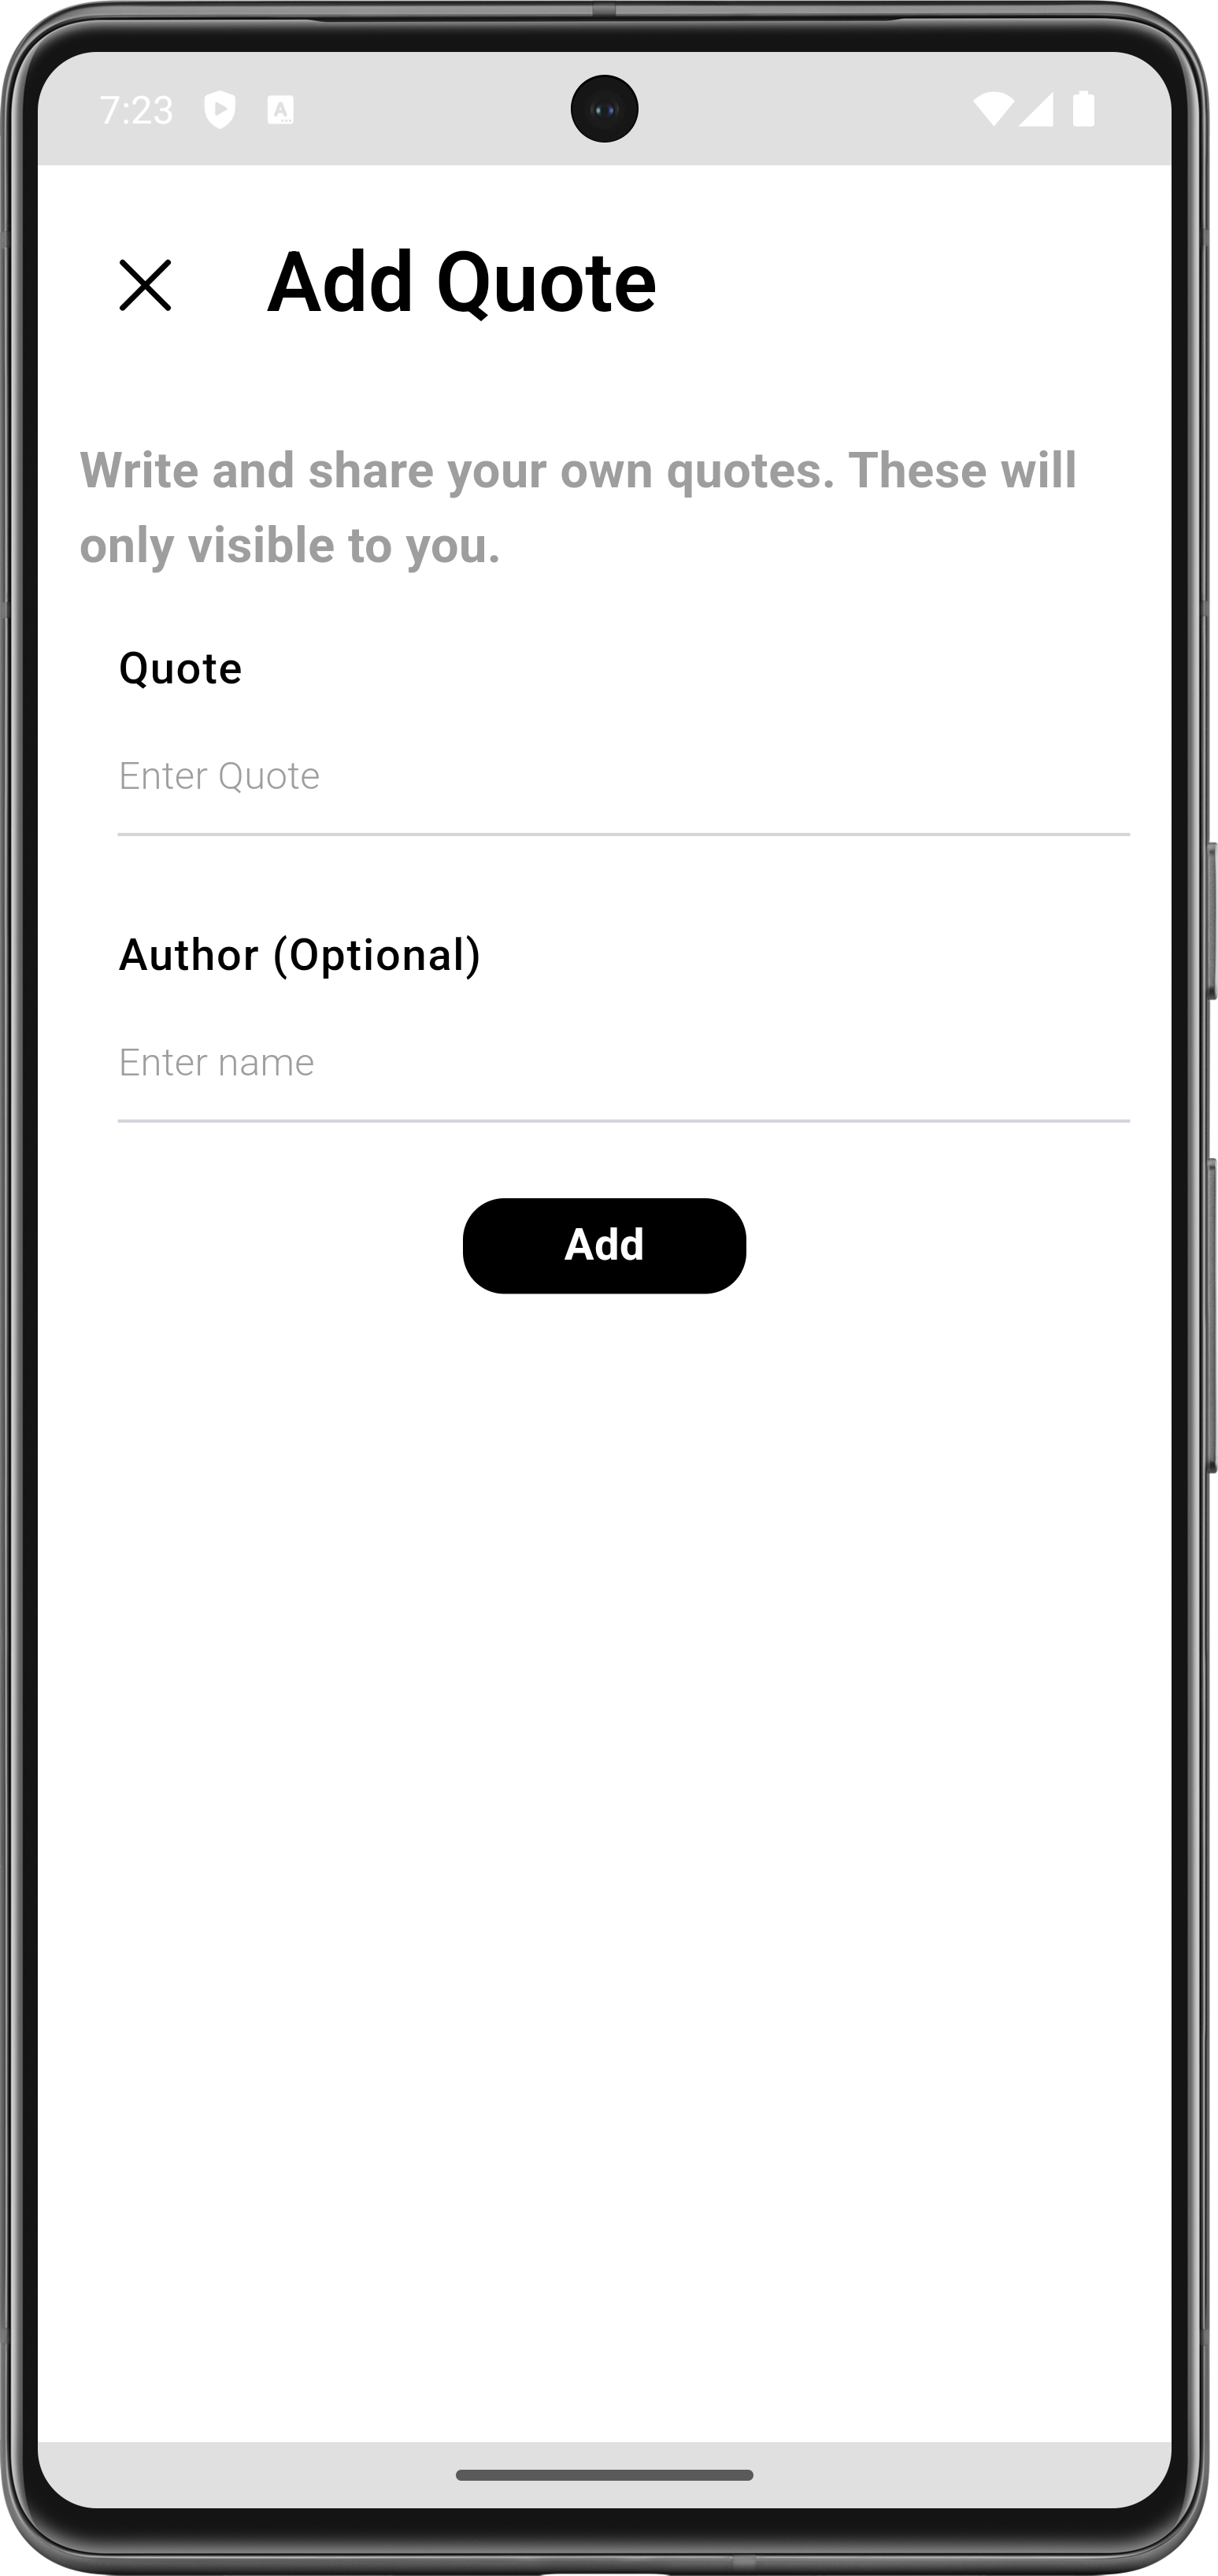 7:23
Add Quote
Write and share your own quotes. These will
only visible to you.
Quote
Enter Quote
Author (Optional)
Enter name
Add